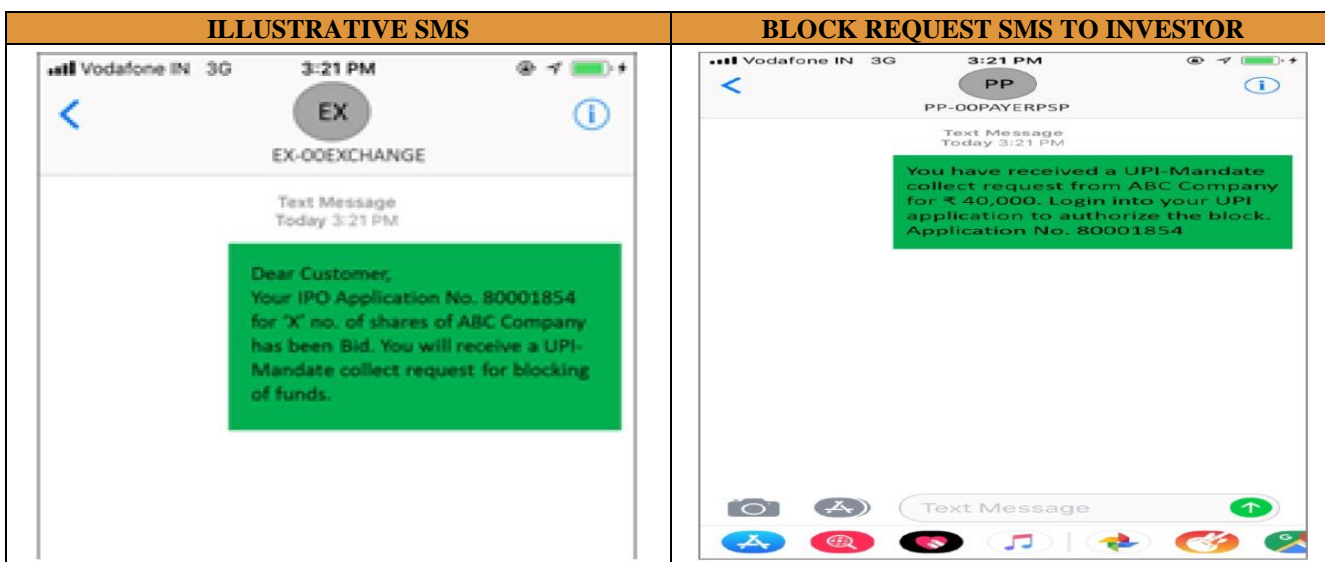 ILLUSTRATIVE SMS
Vodafone IN 3G 3:21 PM
EX
EX-00EXCHANGE
Text Message
Today 3:21 PM
Dear Customer,
Your IPO Application No. 80001854
for 'X' no. of shares of ABC Company
has been Bid. You will receive a UPI-
Mandate collect request for blocking
of funds.
BLOCK REQUEST SMS TO INVESTOR
Vodafone IN 3G 3:21 PM
PP
PP-00PAYERPSP
Text Message
Today 3:21 PM
You have received a UPI-Mandate
collect request from ABC Company
for ₹ 40,000. Login into your UPI
application to authorize the block.
Application No. 80001854
Text Message
G